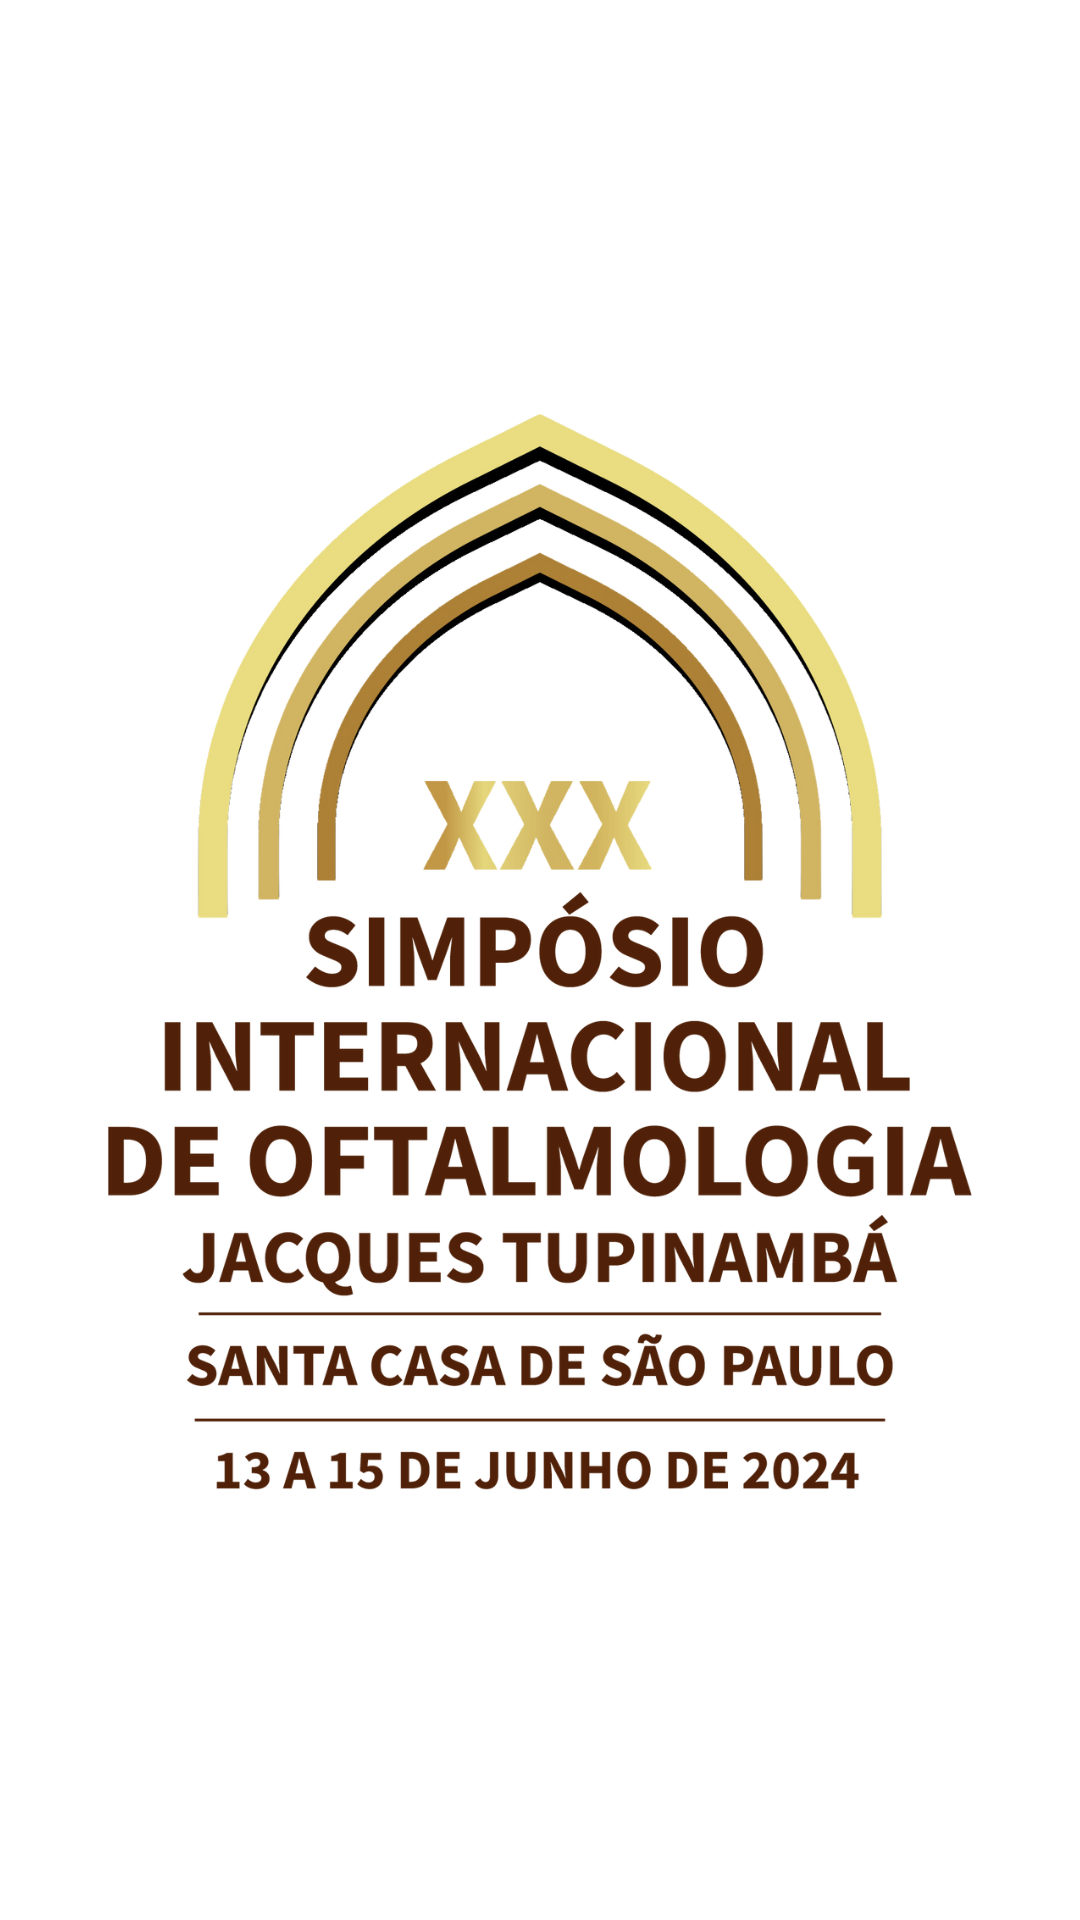 XXX
SIMPÓSIO
INTERNACIONAL
DE OFTALMOLOGIA
JACQUES TUPINAMBÁ
SANTA CASA DE SÃO PAULO
13 A 15 DE JUNHO DE 2024